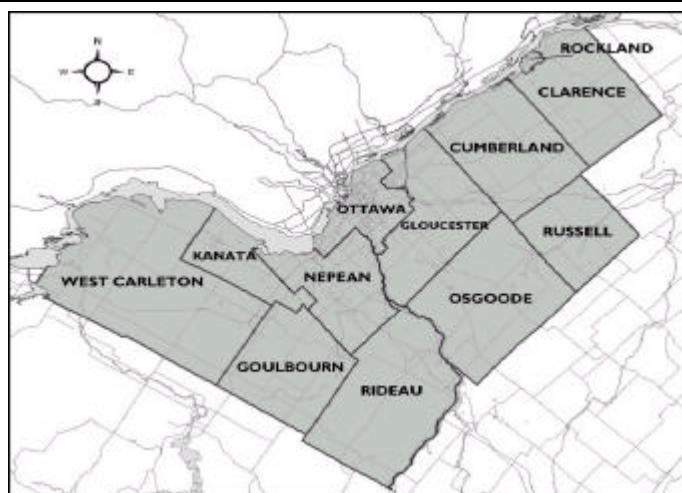 N
W E
S
ROCKLAND
CLARENCE
CUMBERLAND
OTTAWA
GLOUCESTER
RUSSELL
KANATA
NEPEAN
WEST CARLETON
OSGOODE
GOULBOURN
RIDEAU